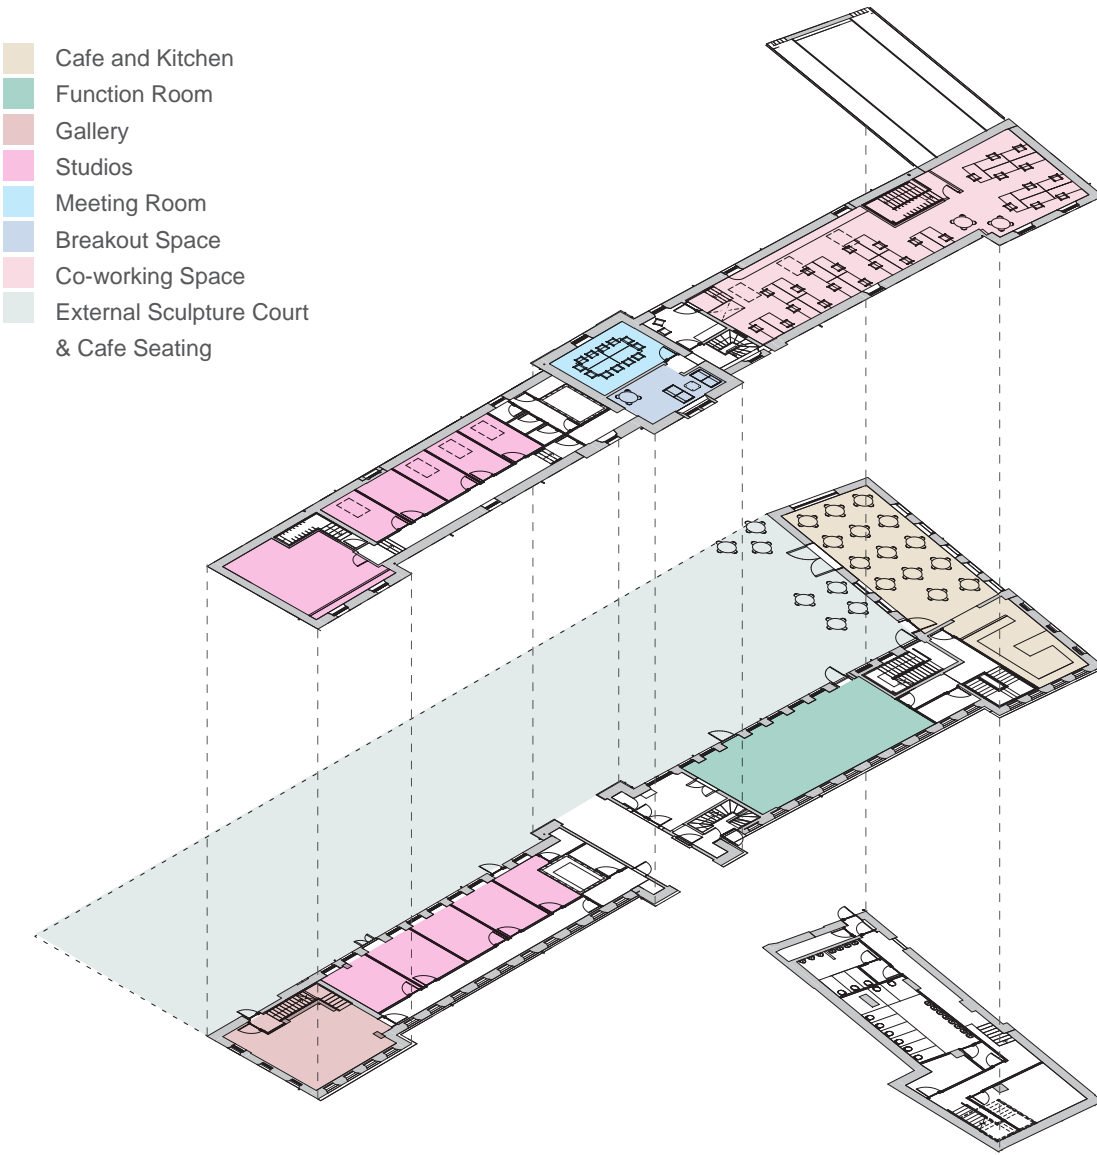 Cafe and Kitchen
Function Room
Gallery
Studios
Meeting Room
Breakout Space
Co-working Space
External Sculpture Court
& Cafe Seating